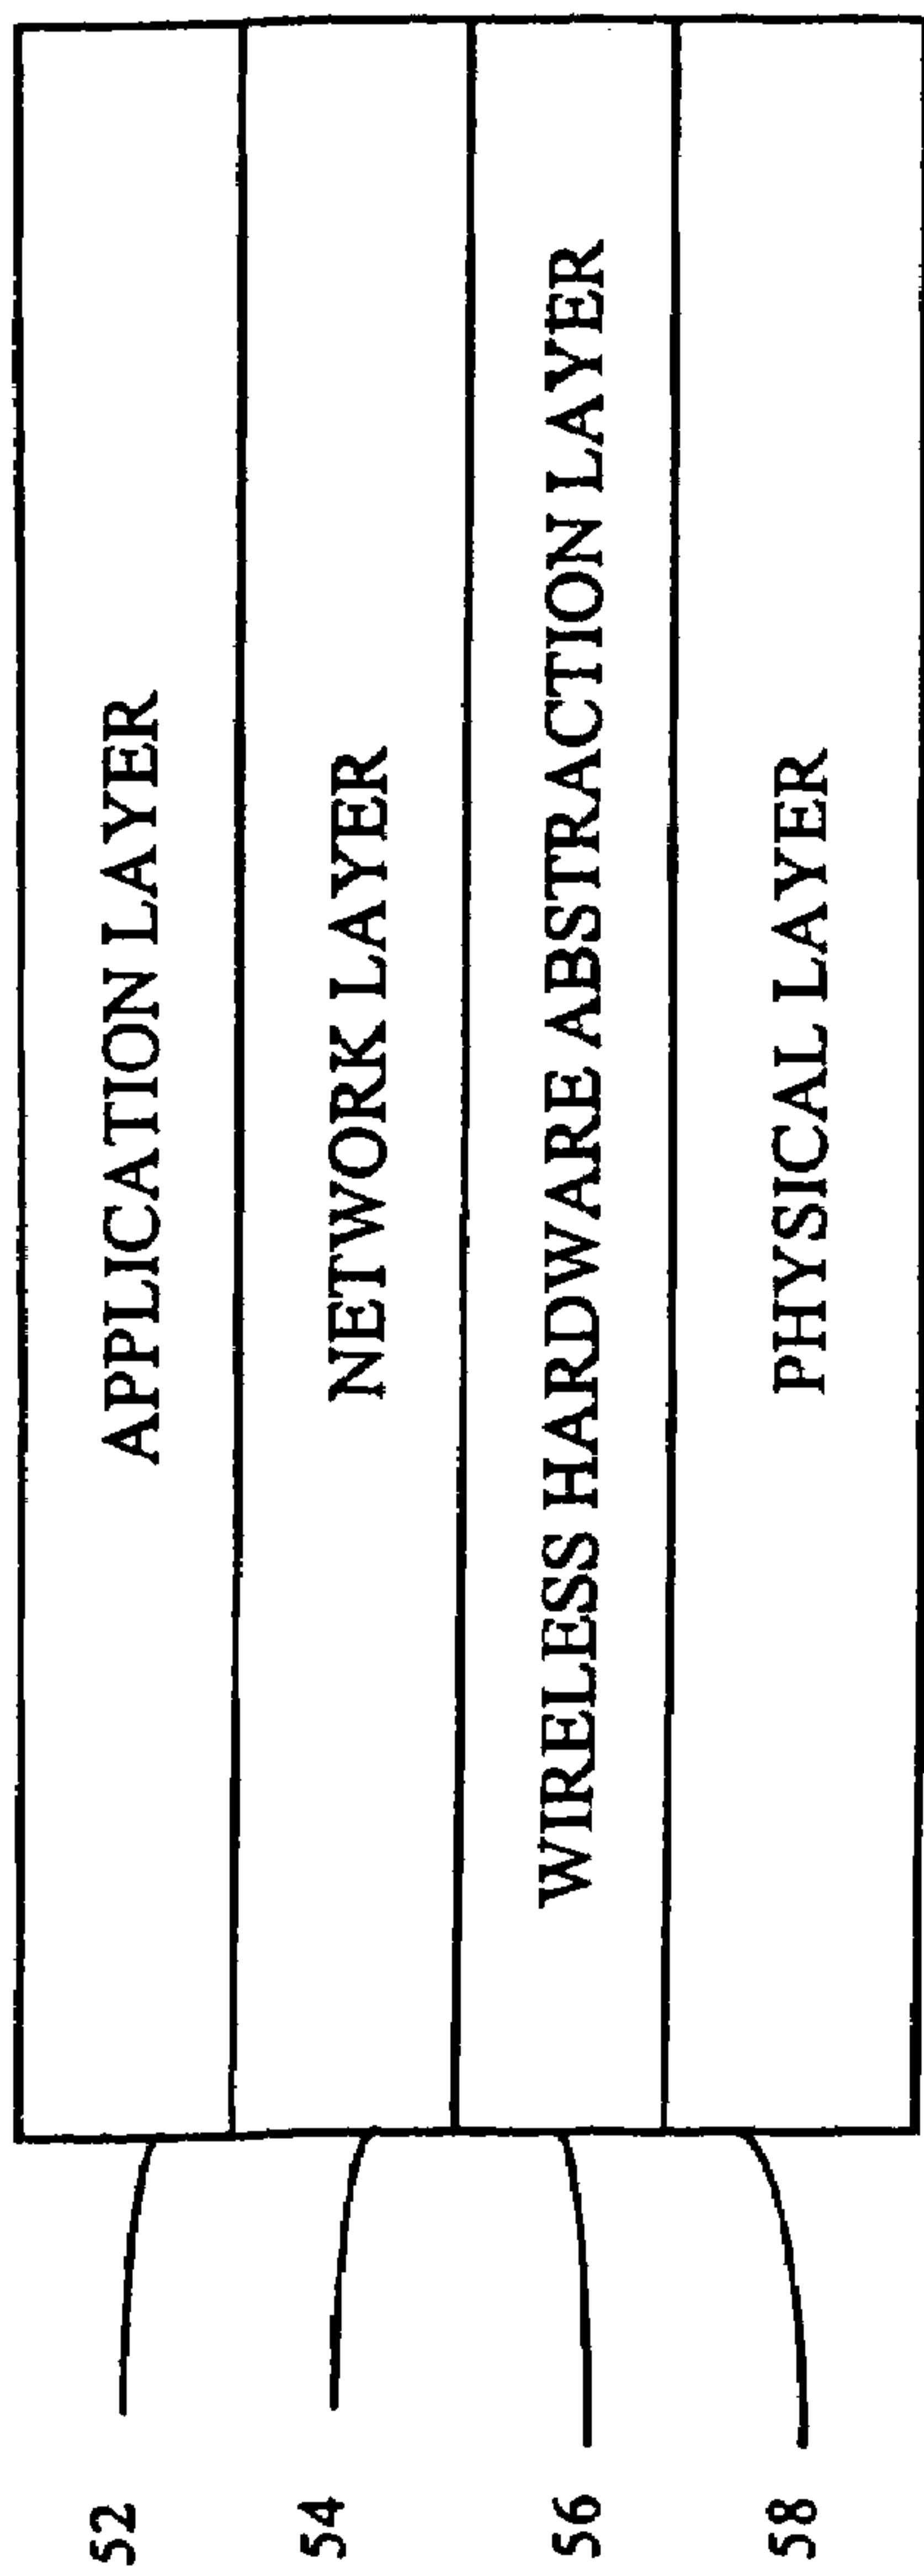 52 APPLICATION LAYER
54 NETWORK LAYER
56 WIRELESS HARDWARE ABSTRACTION LAYER
58 PHYSICAL LAYER